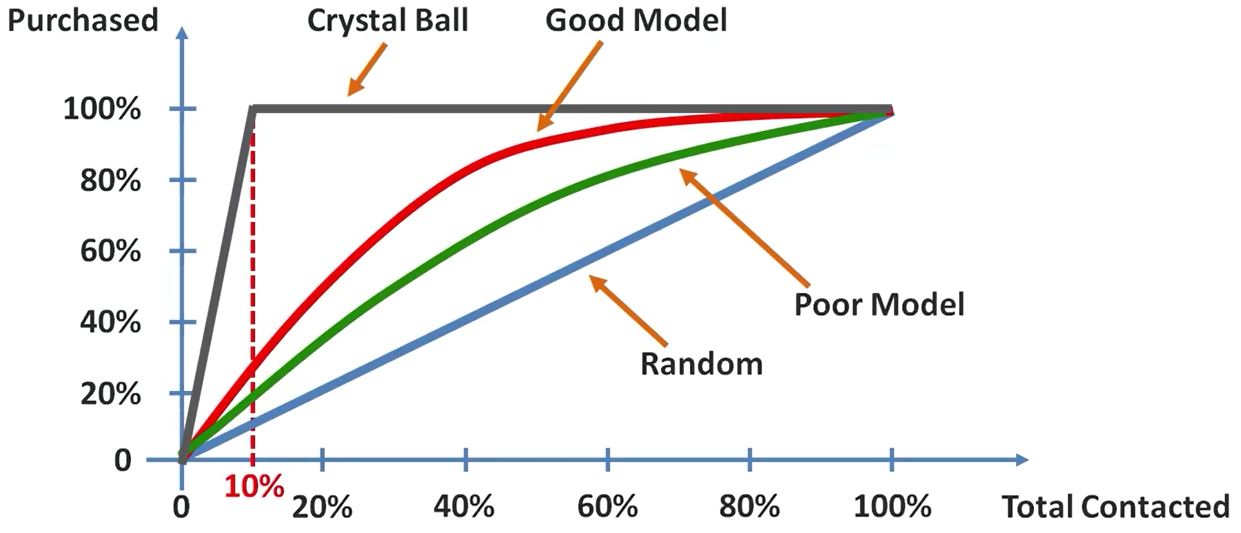 Purchased
Crystal Ball
Good Model
100%
80%
60%
40%
20%
0
Poor Model
Random
10%
0
20%
40%
60%
80%
100%
Total Contacted